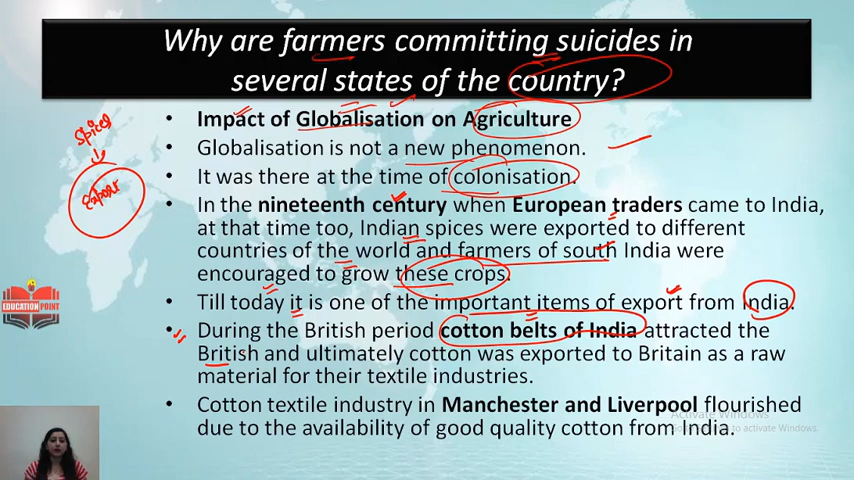 Why are farmers committing suicides in
several states of the country?
• Impact of Globalisation on Agriculture
• Globalisation is not a new phenomenon.
• It was there at the time of colonisation.
• In the nineteenth century when European traders came to India,
at that time too, Indian spices were exported to different
countries of the world and farmers of south India were
encouraged to grow these crops.
• Till today it is one of the important items of export from India.
• During the British period cotton belts of India attracted the
British and ultimately cotton was exported to Britain as a raw
material for their textile industries.
• Cotton textile industry in Manchester and Liverpool flourished
due to the availability of good quality cotton from India.
Spices
Export
EDUCATION POINT
Activate Windows
Go to Settings to activate Windows.